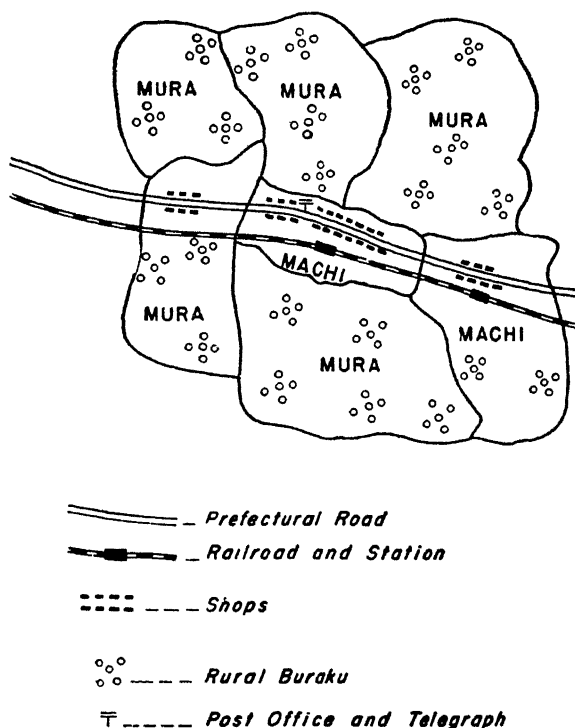 MURA
MURA
MURA
〒
MACHI
MURA
MACHI
MURA
Prefectural Road
Railroad and Station
Shops
Rural Buraku
〒 Post Office and Telegraph